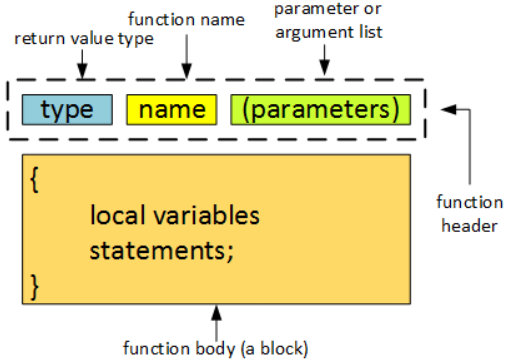 function name
parameter or
argument list
return value type
type name (parameters)
{
local variables
statements;
}
function
header
function body (a block)